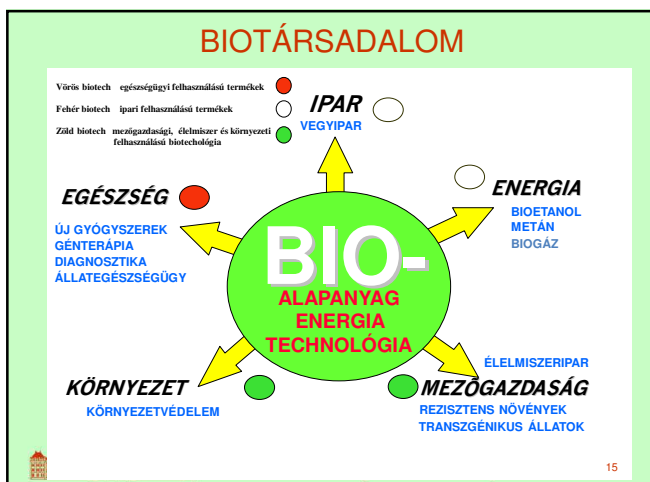 BIOTÁRSADALOM
Vörös biotech egészségügyi felhasználású termékek
Fehér biotech ipari felhasználású termékek
Zöld biotech mezőgazdasági, élelmiszer és környezeti
felhasználású biotechológia
IPAR
VEGYIPAR
EGÉSZSÉG
ÚJ GYÓGYSZEREK
GÉNTERÁPIA
DIAGNOSZTIKA
ÁLLATEGÉSZSÉGÜGY
ENERGIA
BIOETANOL
METÁN
BIOGÁZ
BIO-
ALAPANYAG
ENERGIA
TECHNOLÓGIA
KÖRNYEZET
KÖRNYEZETVÉDELEM
ÉLELMISZERIPAR
MEZŐGAZDASÁG
REZISZTENS NÖVÉNYEK
TRANSZGÉNIKUS ÁLLATOK
15